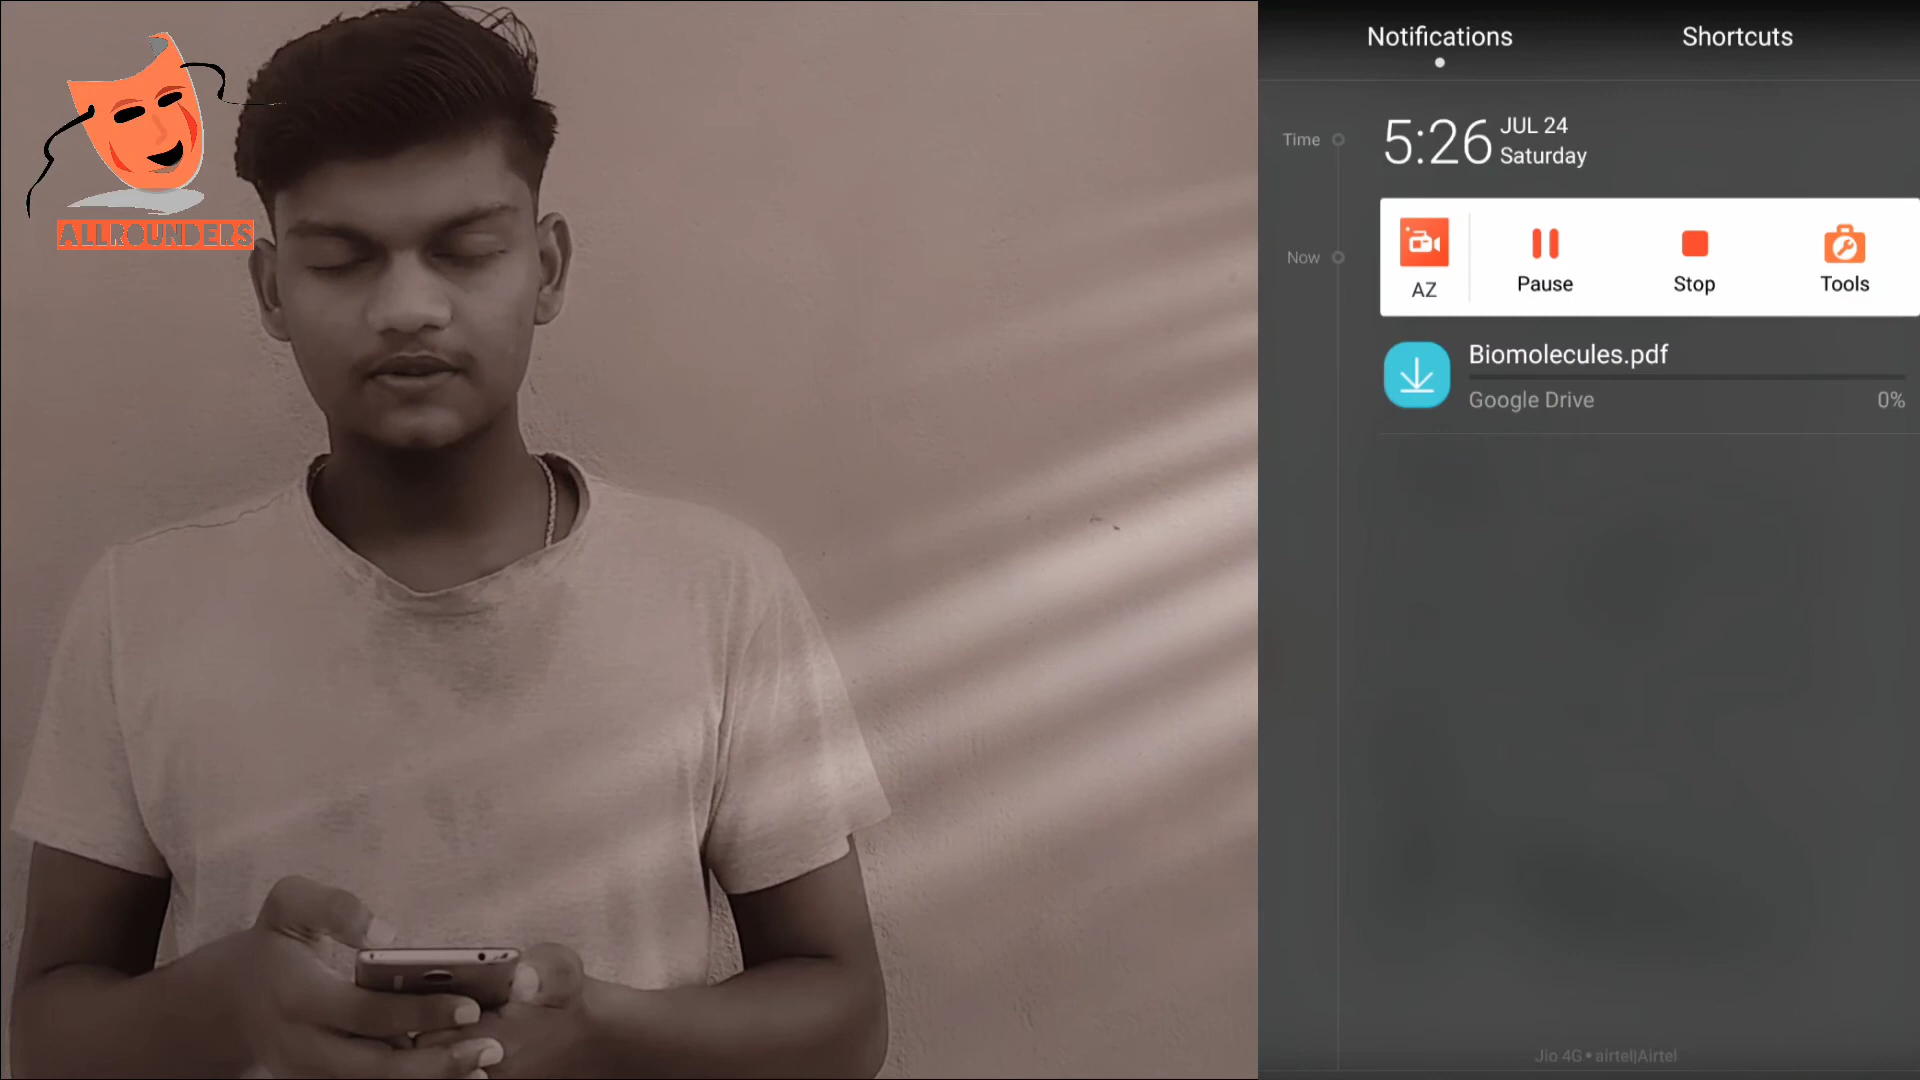 ALLROUNDERS
Notifications
Shortcuts
Time
5:26
JUL 24
Saturday
Now
AZ
Pause
Stop
Tools
Biomolecules.pdf
Google Drive
0%
Jio 4G • airtel|Airtel